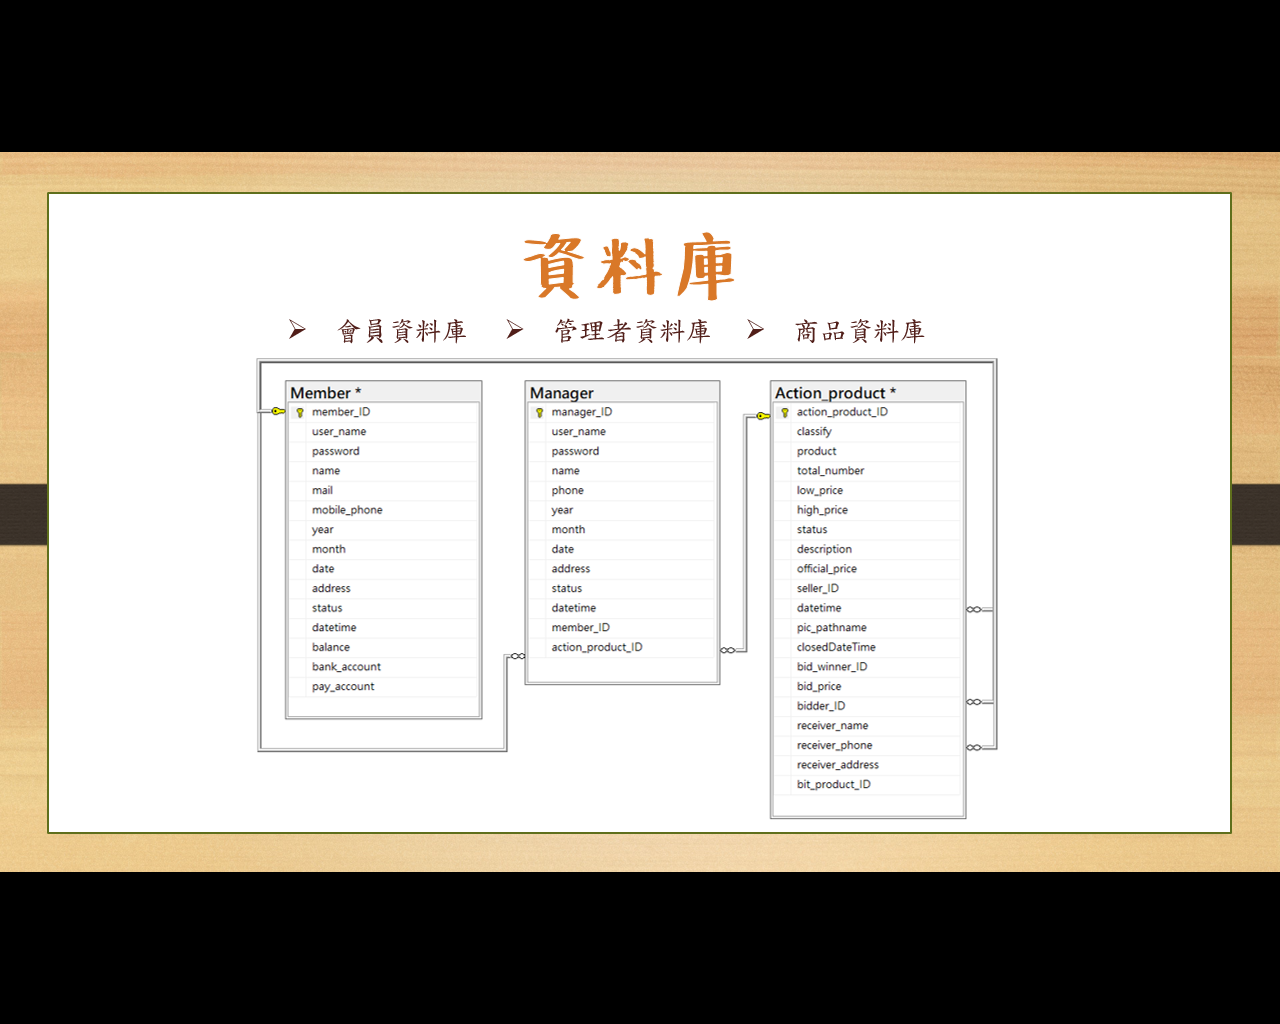 資料庫
➢ 會員資料庫 ➢ 管理者資料庫 ➢ 商品資料庫
Member *
member_ID
user_name
password
name
mail
mobile_phone
year
month
date
address
status
datetime
balance
bank_account
pay_account
Manager
manager_ID
user_name
password
name
phone
year
month
date
address
status
datetime
member_ID
action_product_ID
Action_product *
action_product_ID
classify
product
total_number
low_price
high_price
status
description
official_price
seller_ID
datetime
pic_pathname
closedDateTime
bid_winner_ID
bid_price
bidder_ID
receiver_name
receiver_phone
receiver_address
bit_product_ID